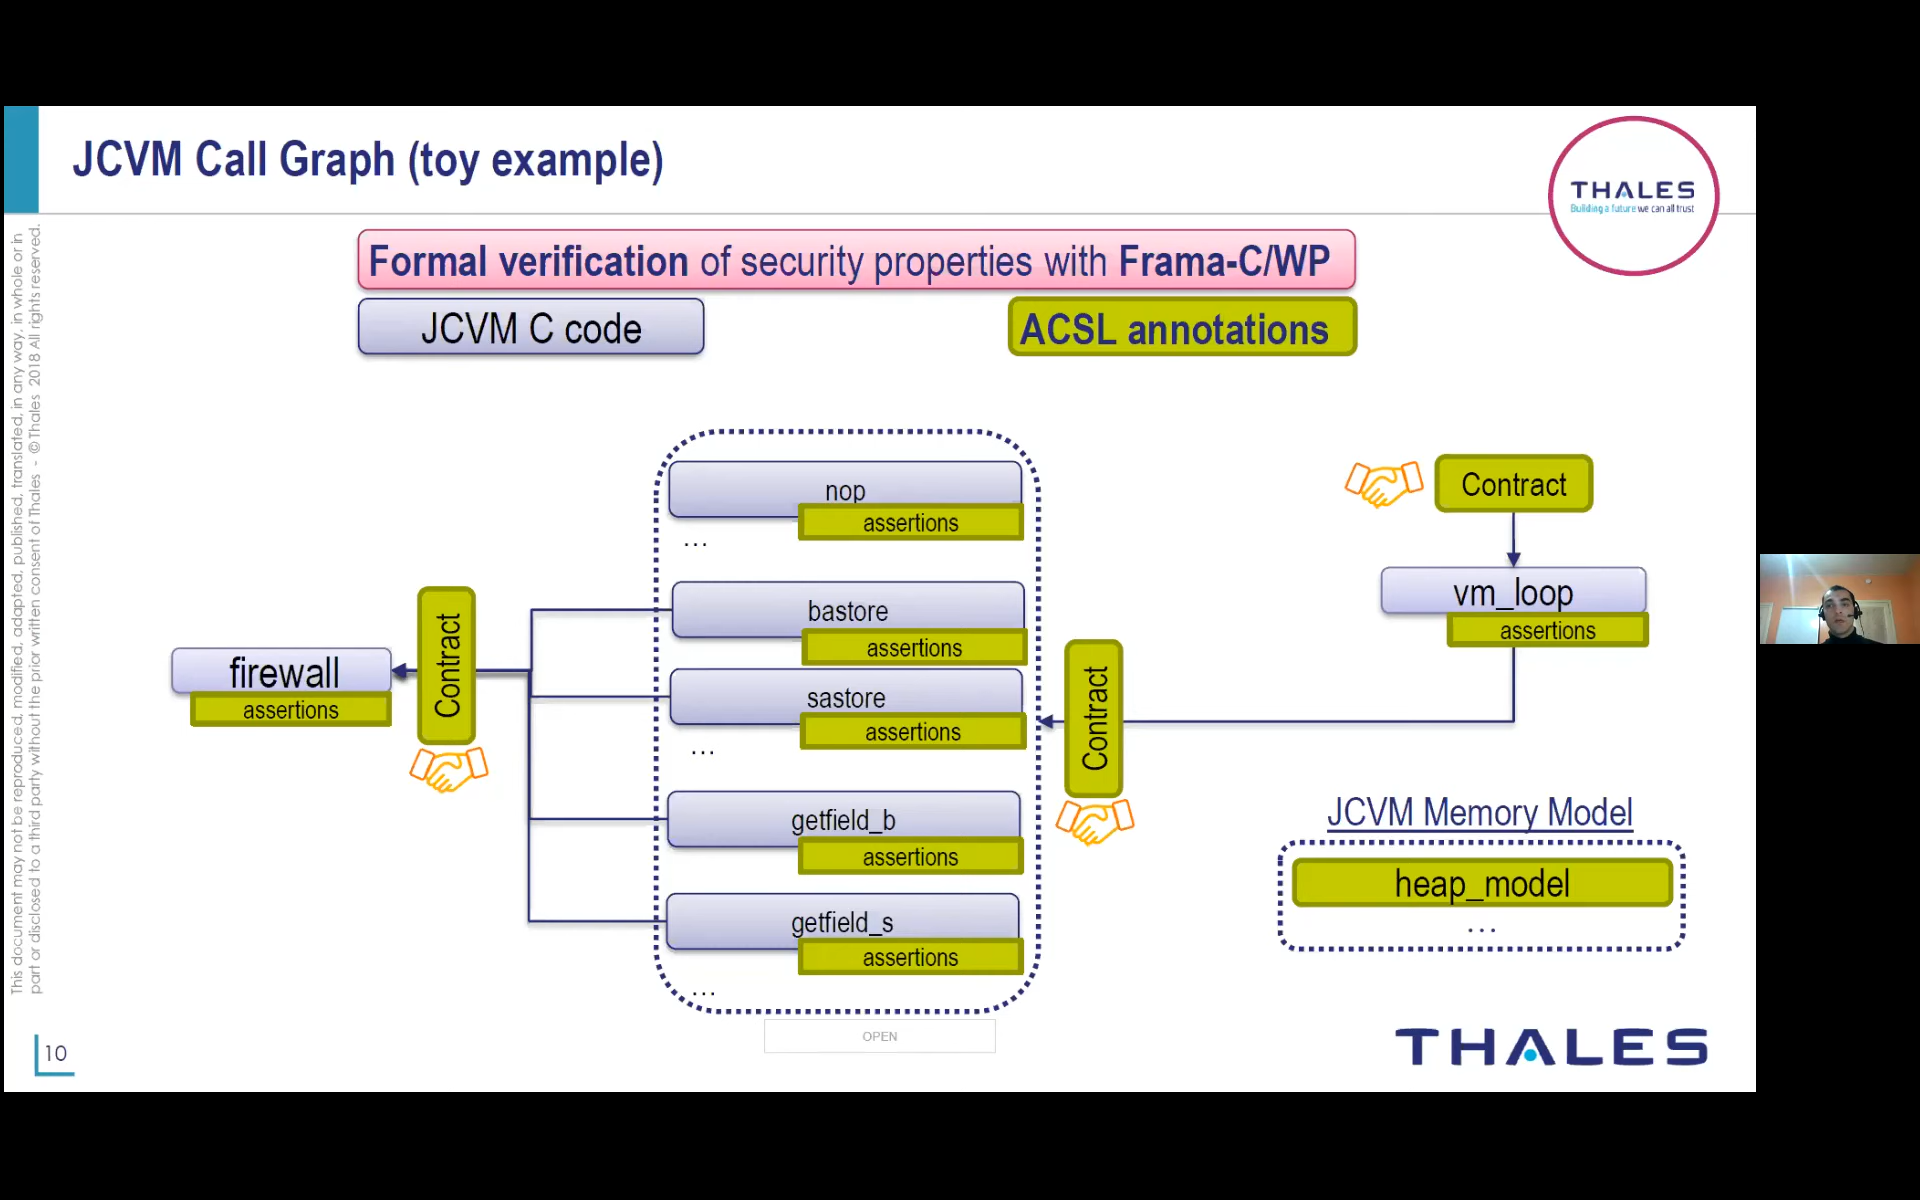 JCVM Call Graph (toy example)
THALES
Building a future we can all trust
Formal verification of security properties with Frama-C/WP
JCVM C code
ACSL annotations
This document may not be reproduced, modified, adapted, published, translated, in any way, in whole or in
part or disclosed to a third party without the prior written consent of Thales - © Thales 2018 All rights reserved.
nop
assertions
...
bastore
assertions
sastore
assertions
...
getfield_b
assertions
getfield_s
assertions
...
firewall
assertions
Contract
Contract
Contract
vm_loop
assertions
JCVM Memory Model
heap_model
...
OPEN
10
THALES